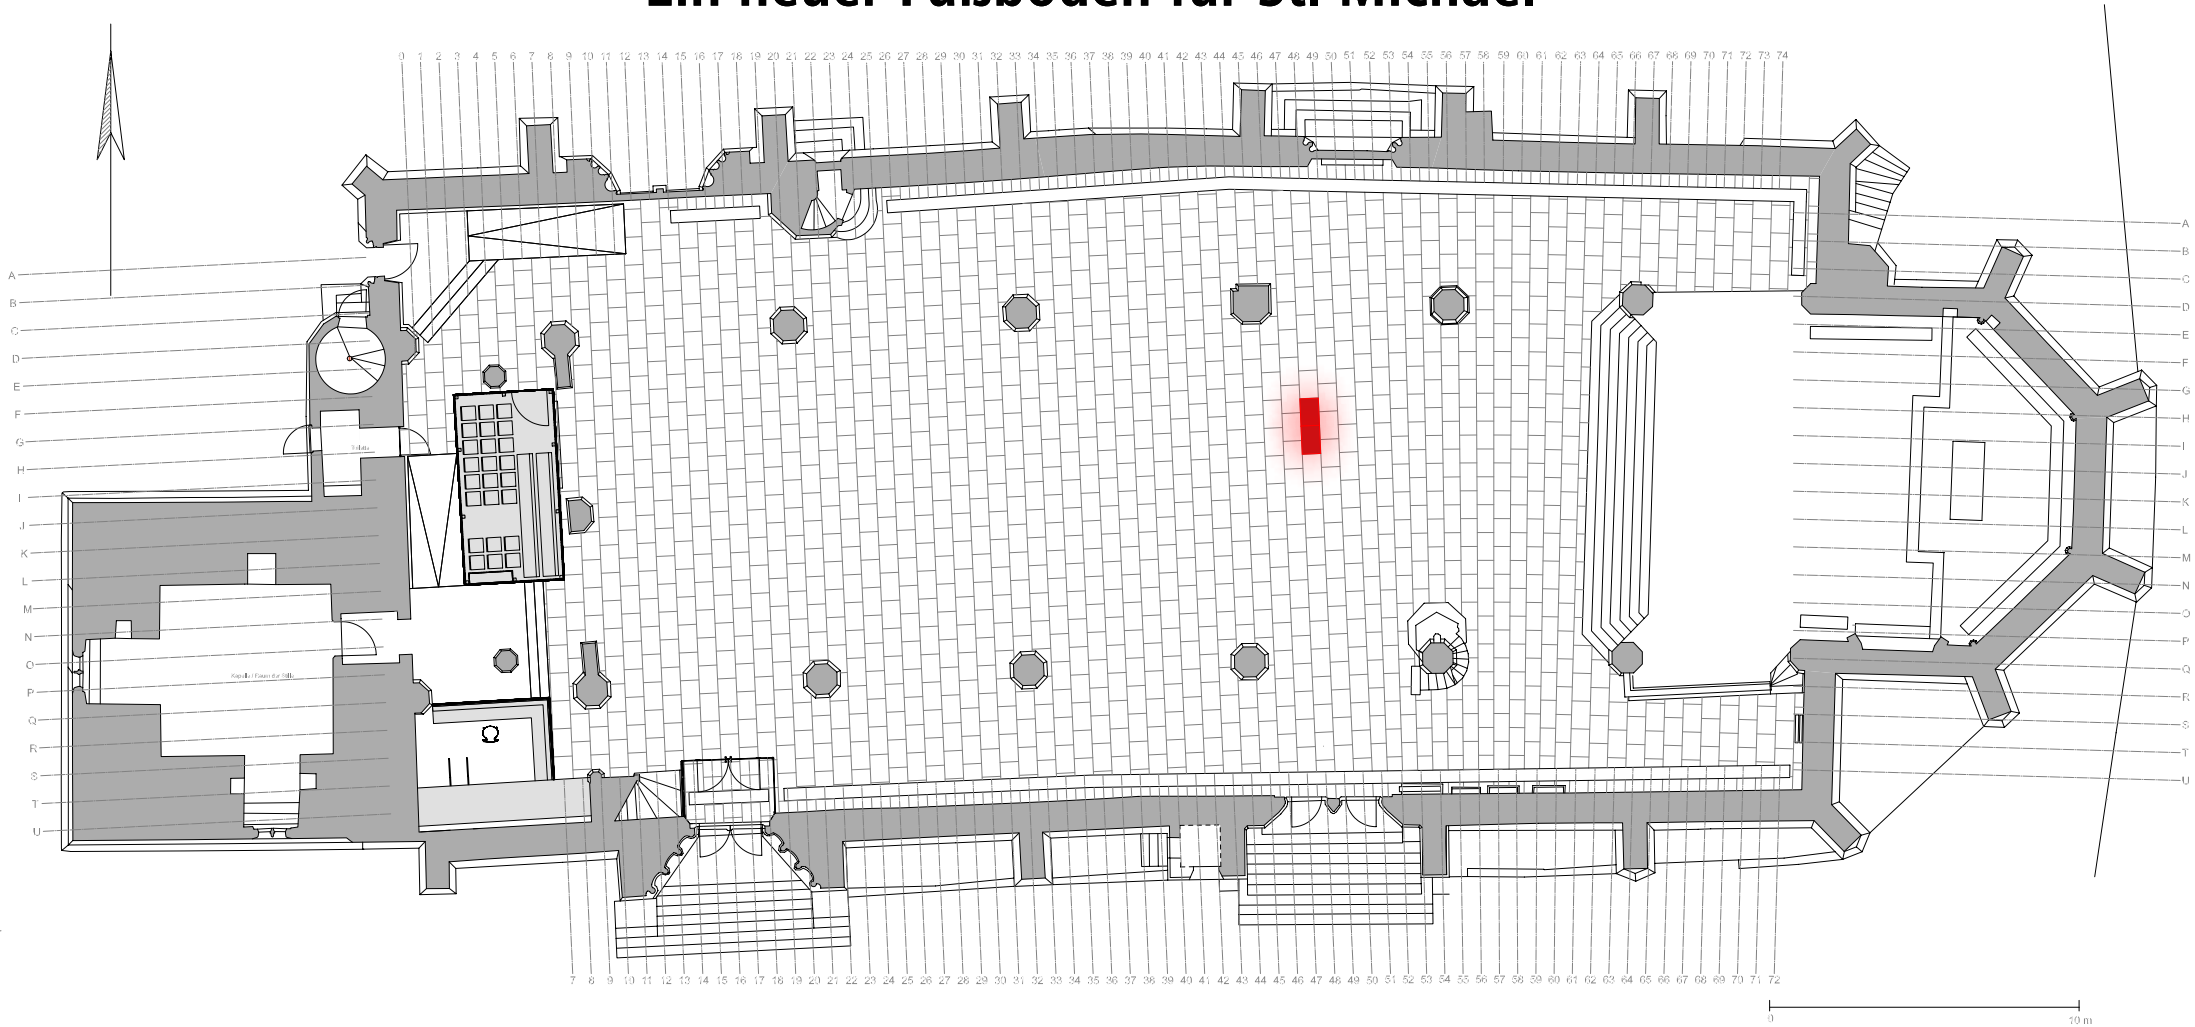 Ein neuer Fußboden für St. Michael
0 1 2 3 4 5 6 7 8 9 10 11 12 13 14 15 16 17 18 19 20 21 22 23 24 25 26 27 28 29 30 31 32 33 34 35 36 37 38 39 40 41 42 43 44 45 46 47 48 49 50 51 52 53 54 55 56 57 58 59 60 61 62 63 64 65 66 67 68 69 70 71 72 73 74
A
B
C
D
E
F
G
H
I
J
K
L
M
N
O
P
Q
R
S
T
U
A
B
C
D
E
F
G
H
I
J
K
L
M
N
O
P
Q
R
S
T
U
7 8 9 10 11 12 13 14 15 16 17 18 19 20 21 22 23 24 25 26 27 28 29 30 31 32 33 34 35 36 37 38 39 40 41 42 43 44 45 46 47 48 49 50 51 52 53 54 55 56 57 58 59 60 61 62 63 64 65 66 67 68 69 70 71 72
0 10 m